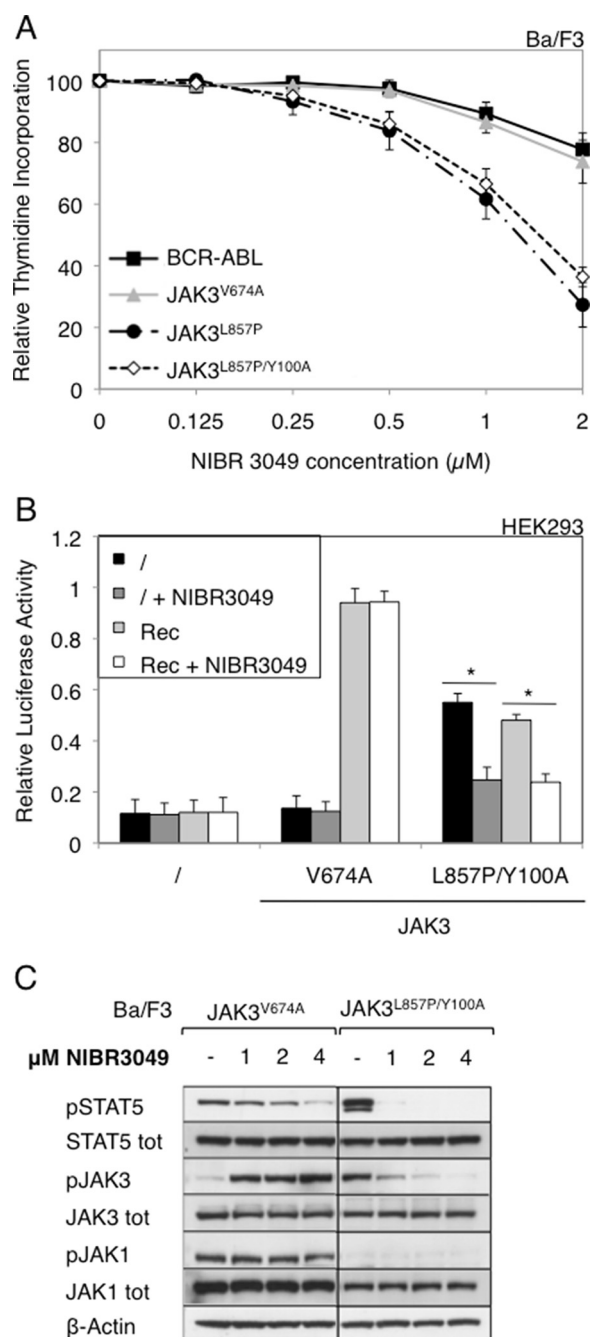 A
Ba/F3
Relative Thymidine Incorporation
100
80
60
40
20
0
BCR-ABL
JAK3V674A
JAK3L857P
JAK3L857P/Y100A
0 0.125 0.25 0.5 1 2
NIBR 3049 concentration (µM)
B
HEK293
Relative Luciferase Activity
1.2
1
0.8
0.6
0.4
0.2
0
/
/ + NIBR3049
Rec
Rec + NIBR3049
* *
/ V674A L857P/Y100A
JAK3
C
Ba/F3 JAK3V674A JAK3L857P/Y100A
µM NIBR3049 - 1 2 4 - 1 2 4
pSTAT5
STAT5 tot
pJAK3
JAK3 tot
pJAK1
JAK1 tot
β-Actin